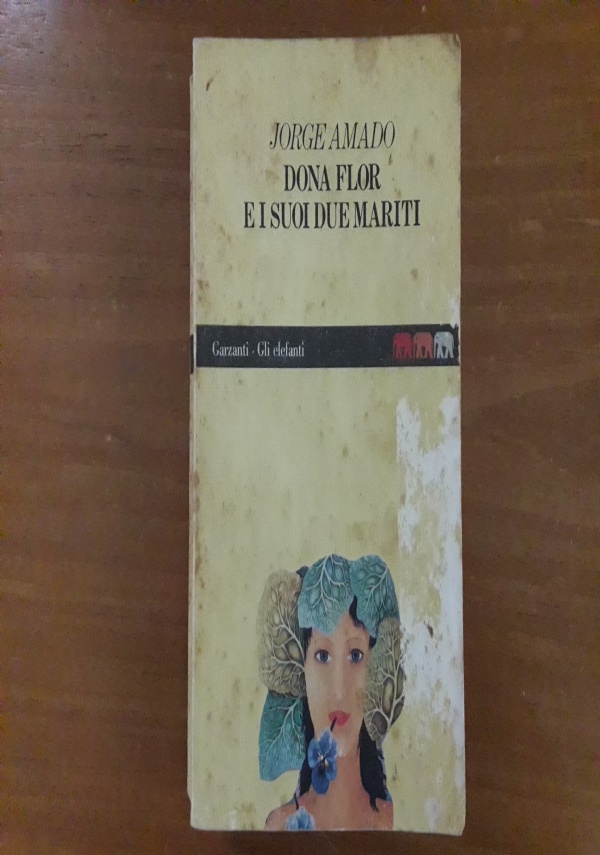 JORGE AMADO
DONA FLOR
E I SUOI DUE MARITI
Garzanti - Gli elefanti